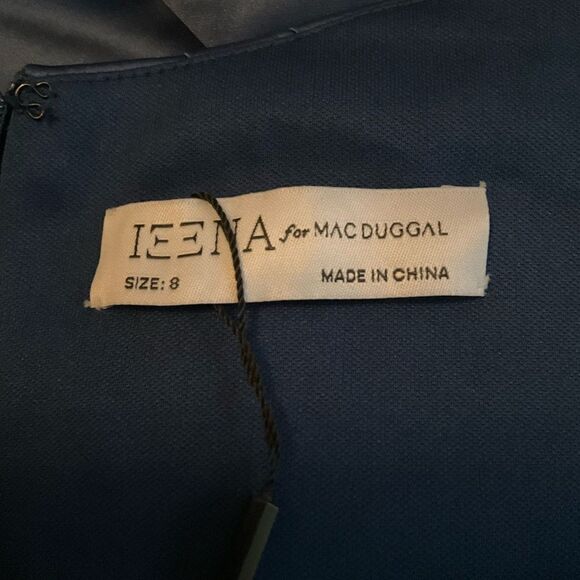 IEENA for MAC DUGGAL
SIZE: 8 MADE IN CHINA